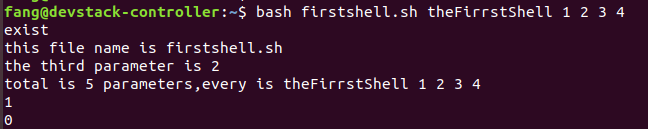 fang@devstack-controller:~$ bash firstshell.sh theFirrstShell 1 2 3 4
exist
this file name is firstshell.sh
the third parameter is 2
total is 5 parameters,every is theFirrstShell 1 2 3 4
1
0